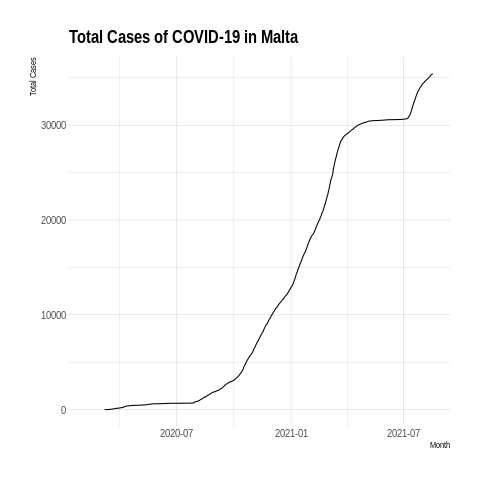 Total Cases of COVID-19 in Malta
Total Cases
30000
20000
10000
0
2020-07
2021-01
2021-07
Month